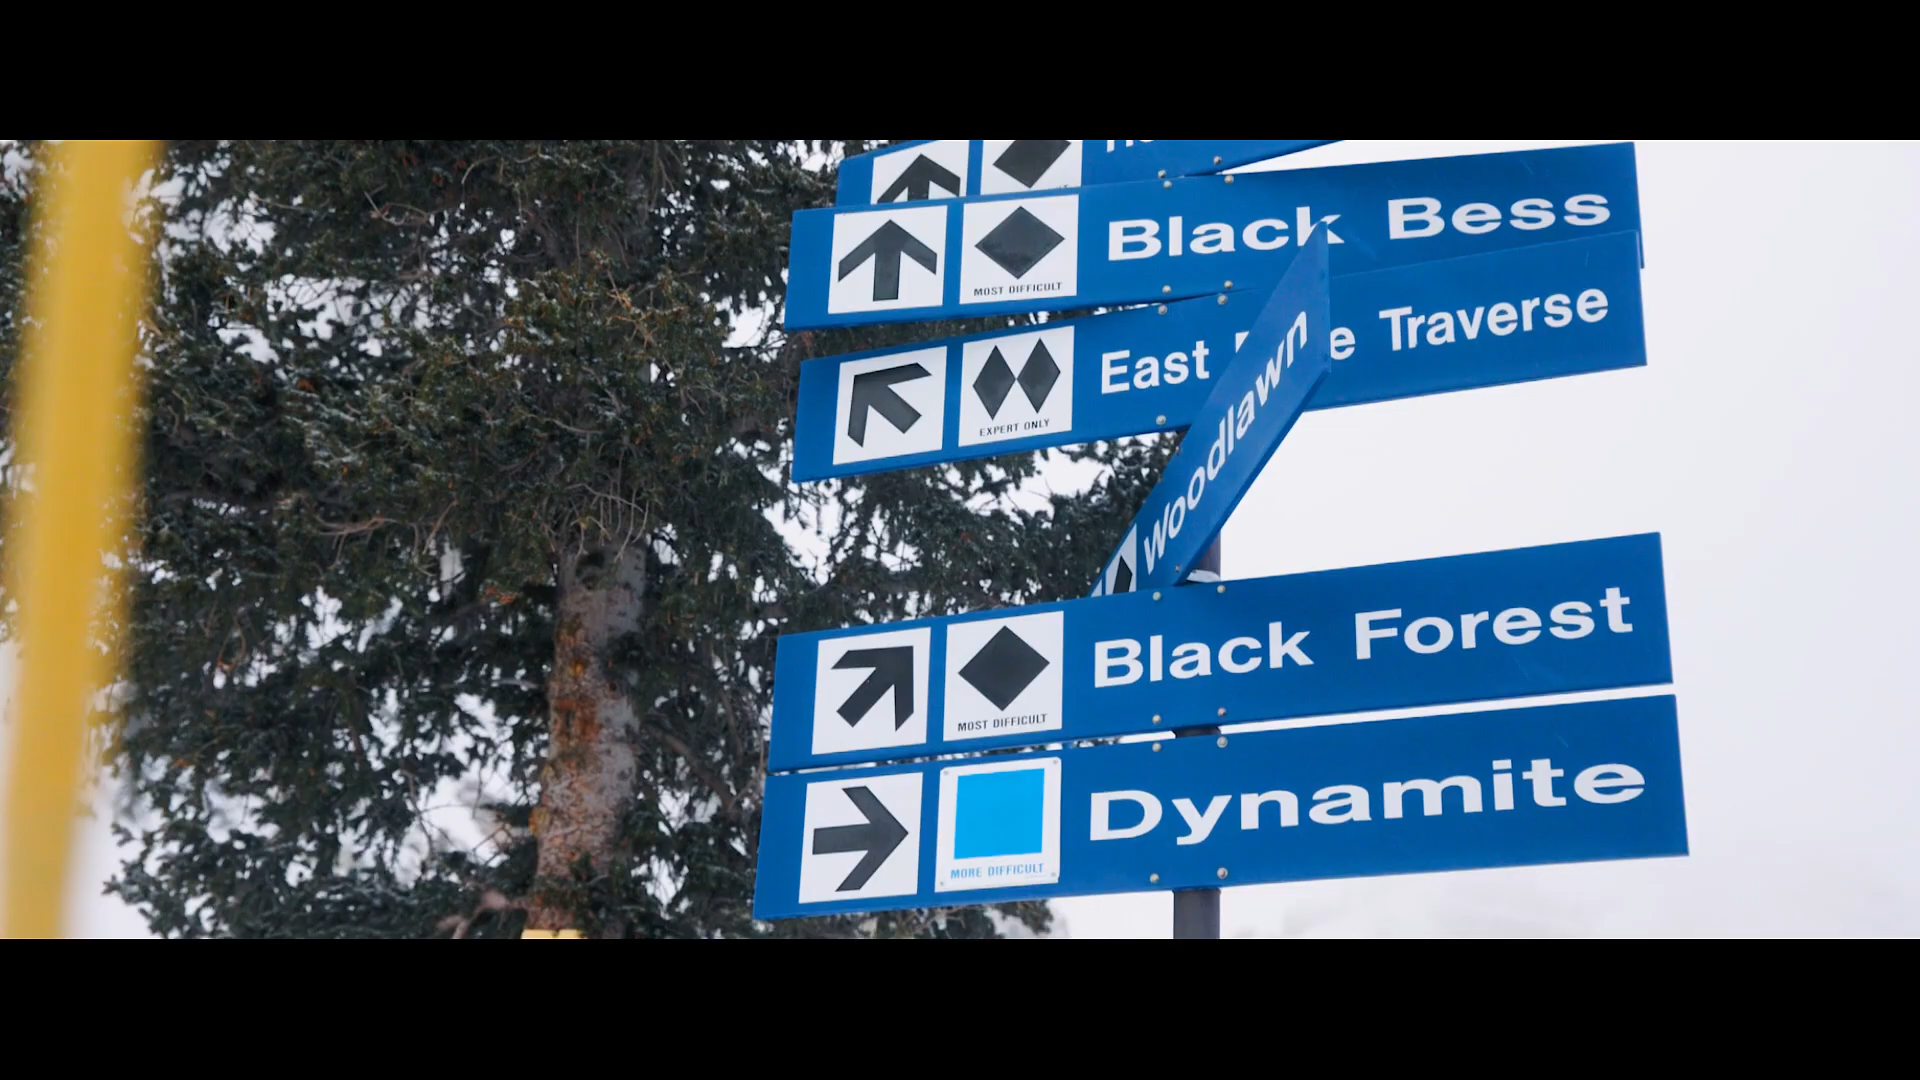 Black Bess
MOST DIFFICULT
East Traverse
EXPERT ONLY
Woodlawn
Black Forest
MOST DIFFICULT
Dynamite
MORE DIFFICULT